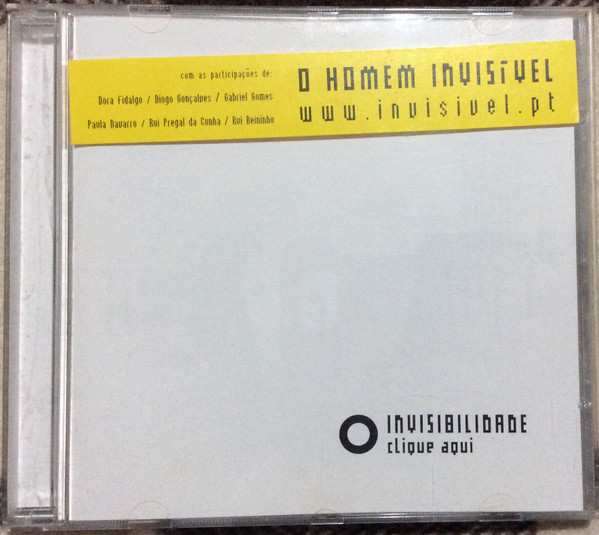 com as participações de:
Dora Fidalgo / Diogo Gonçalves / Gabriel Gomes
Paula Navarro / Rui Pregal da Cunha / Rui Reininho
O HOMEM INVISÍVEL
www.invisivel.pt
INVISIBILIDADE
clique aqui